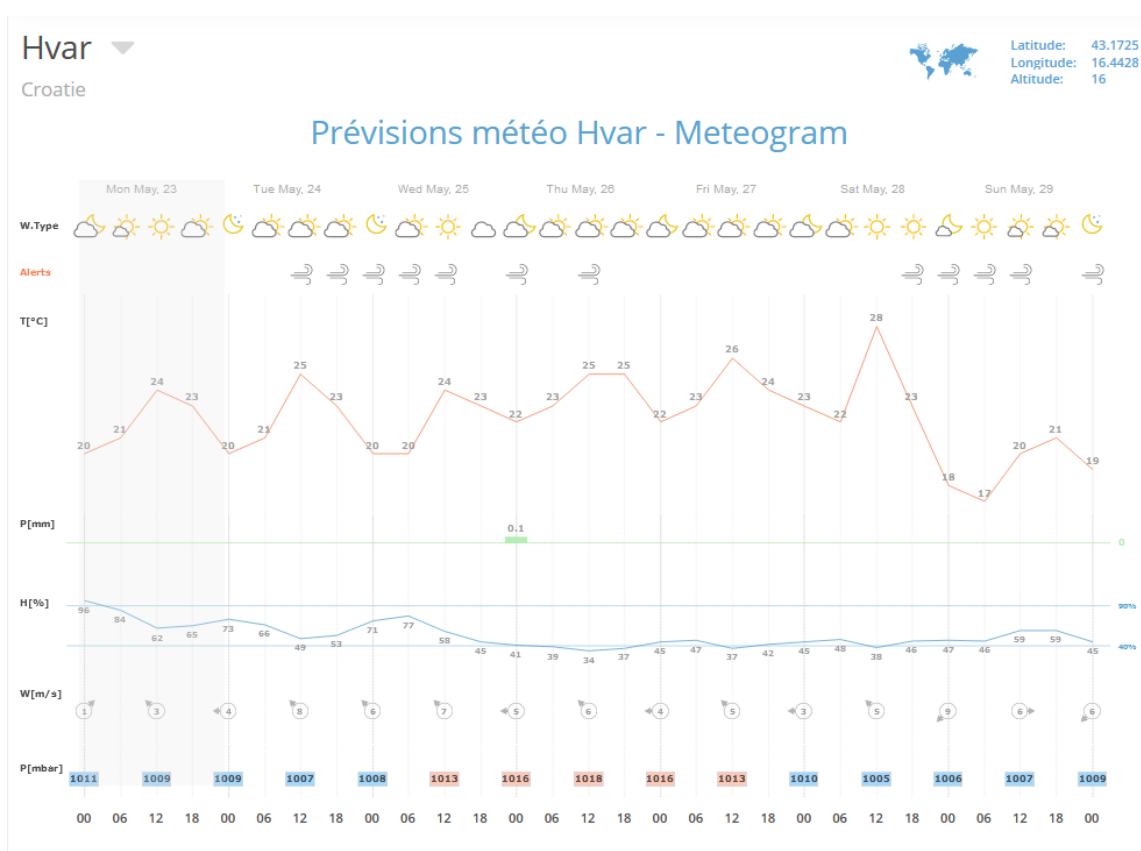 Hvar
Croatie
Latitude: 43.1725
Longitude: 16.4428
Altitude: 16
Prévisions météo Hvar - Meteogram
Mon May, 23 Tue May, 24 Wed May, 25 Thu May, 26 Fri May, 27 Sat May, 28 Sun May, 29
W.Type
Alerts
T[°C]
20 21 24 23 20 21 25 23 20 20 24 23 22 23 25 25 22 23 26 24 23 22 28 23 18 17 20 21 19
P[mm]
0.1
0
H[%]
90%
96 84 62 65 73 66 49 53 71 77 58 45 41 39 34 37 45 47 37 42 45 48 38 46 47 46 59 59 45
40%
W[m/s]
1 3 4 8 6 7 5 6 4 5 3 5 9 6 6
P[mbar]
1011 1009 1009 1007 1008 1013 1016 1018 1016 1013 1010 1005 1006 1007 1009
00 06 12 18 00 06 12 18 00 06 12 18 00 06 12 18 00 06 12 18 00 06 12 18 00 06 12 18 00